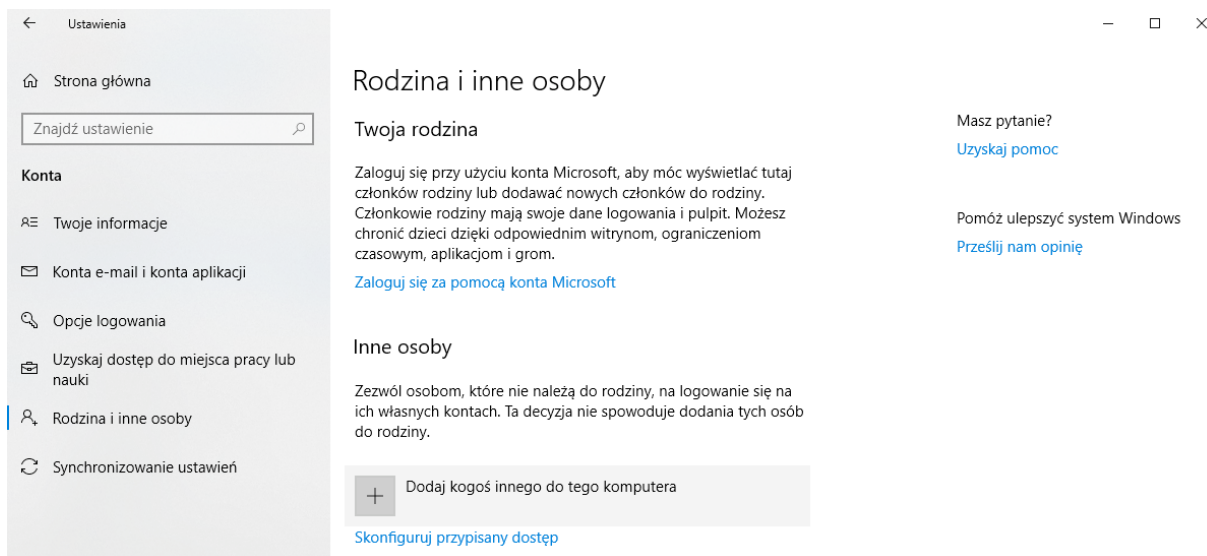 Ustawienia
Strona główna
Znajdź ustawienie
Konta
Twoje informacje
Konta e-mail i konta aplikacji
Opcje logowania
Uzyskaj dostęp do miejsca pracy lub
nauki
Rodzina i inne osoby
Synchronizowanie ustawień
Rodzina i inne osoby
Twoja rodzina
Zaloguj się przy użyciu konta Microsoft, aby móc wyświetlać tutaj
członków rodziny lub dodawać nowych członków do rodziny.
Członkowie rodziny mają swoje dane logowania i pulpit. Możesz
chronić dzieci dzięki odpowiednim witrynom, ograniczeniom
czasowym, aplikacjom i grom.
Zaloguj się za pomocą konta Microsoft
Inne osoby
Zezwól osobom, które nie należą do rodziny, na logowanie się na
ich własnych kontach. Ta decyzja nie spowoduje dodania tych osób
do rodziny.
Dodaj kogoś innego do tego komputera
Skonfiguruj przypisany dostęp
Masz pytanie?
Uzyskaj pomoc
Pomóż ulepszyć system Windows
Prześlij nam opinię